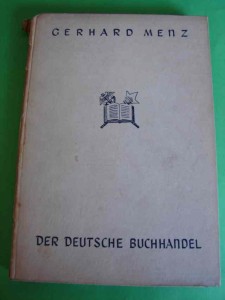 GERHARD MENZ
DER DEUTSCHE BUCHHANDEL